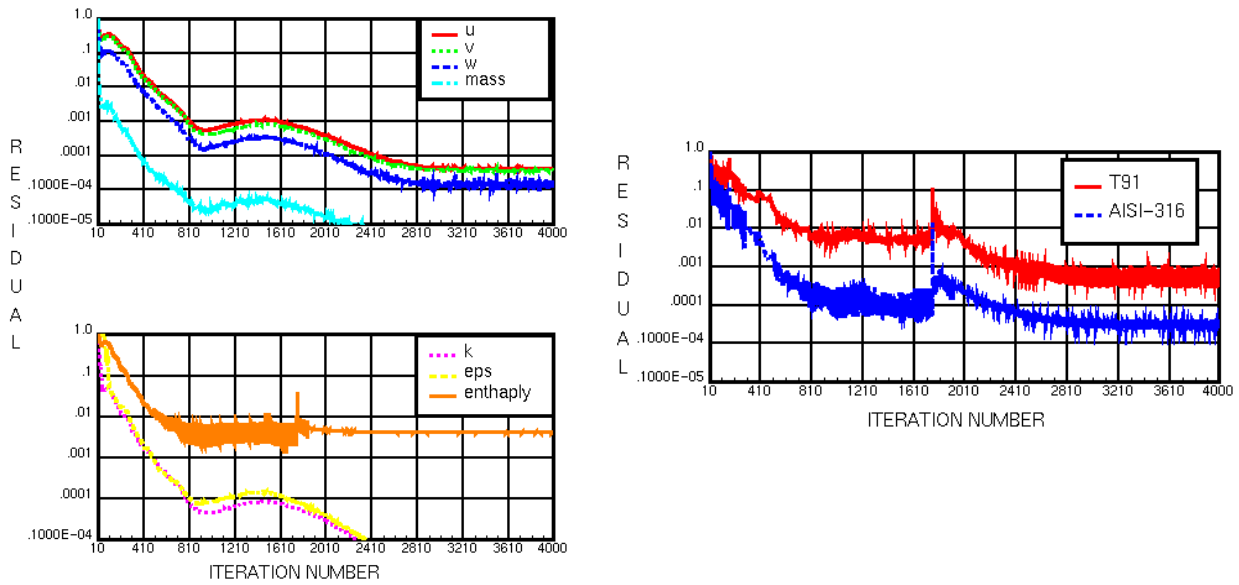 1.0
.1
.01
.001
.0001
.1000E-04
.1000E-05
u
v
w
mass
10 410 810 1210 1610 2010 2410 2810 3210 3610 4000
RESIDUAL
1.0
.1
.01
.001
.0001
.1000E-04
k
eps
enthaply
10 410 810 1210 1610 2010 2410 2810 3210 3610 4000
ITERATION NUMBER
RESIDUAL
1.0
.1
.01
.001
.0001
.1000E-04
.1000E-05
T91
AISI-316
10 410 810 1210 1610 2010 2410 2810 3210 3610 4000
ITERATION NUMBER